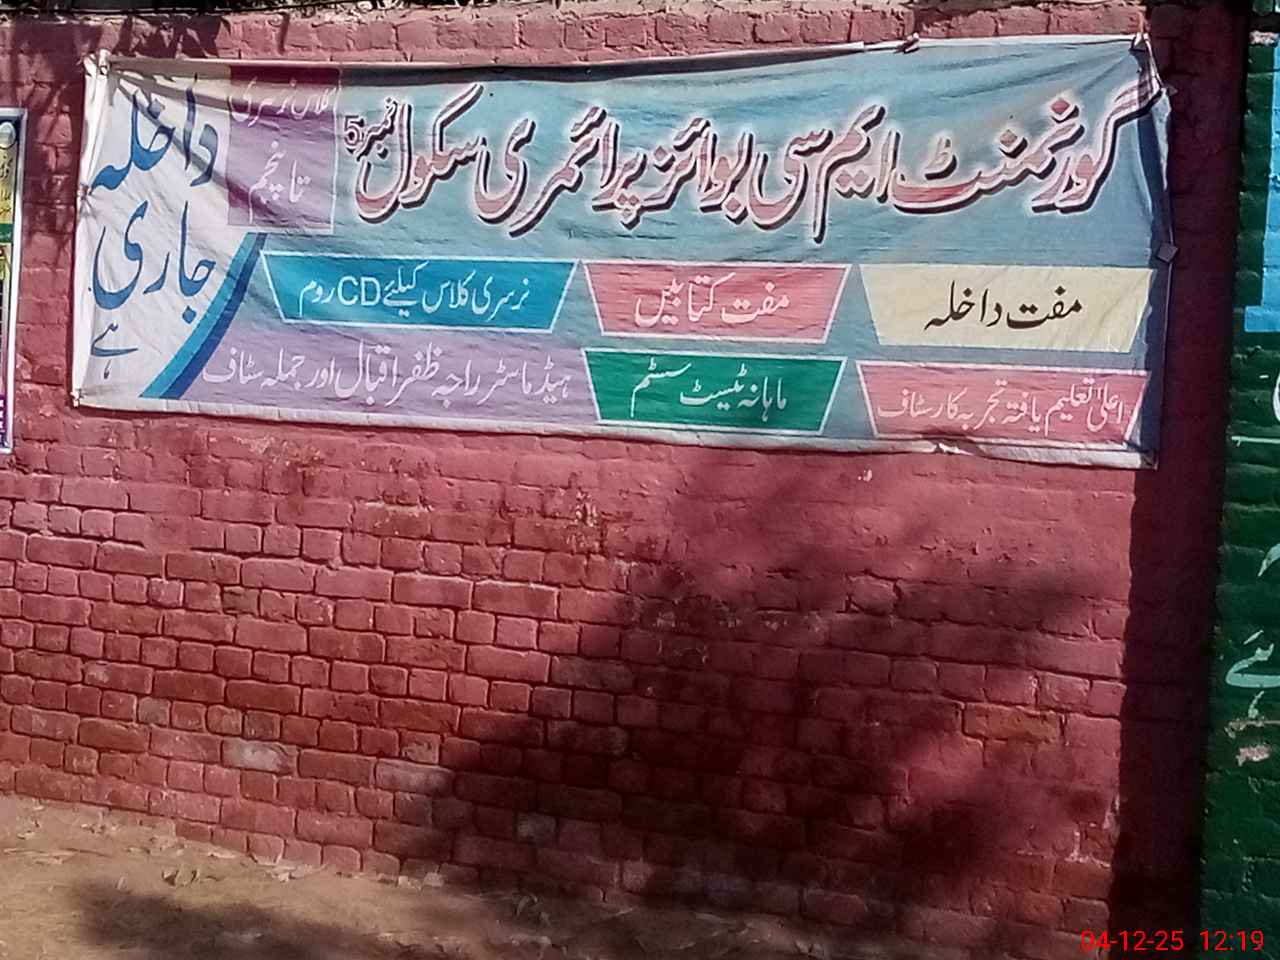 گورنمنٹ ایم سی بوائز پرائمری سکول نمبر5
کلاس نرسری
تا پنجم
داخلہ
جاری
ہے
مفت داخلہ
مفت کتابیں
نرسری کلاس کیلئے CD روم
اعلیٰ تعلیم یافتہ تجربہ کار سٹاف
ماہانہ ٹیسٹ سسٹم
ہیڈ ماسٹر راجہ ظفر اقبال اور جملہ سٹاف
04-12-25 12:19